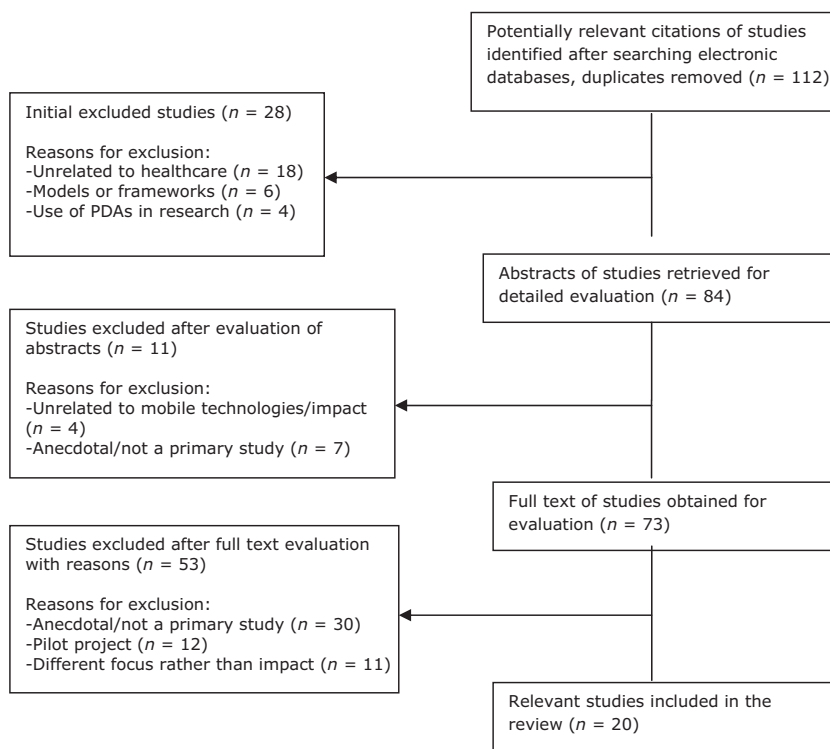 Potentially relevant citations of studies
identified after searching electronic
databases, duplicates removed (n = 112)
Initial excluded studies (n = 28)
Reasons for exclusion:
-Unrelated to healthcare (n = 18)
-Models or frameworks (n = 6)
-Use of PDAs in research (n = 4)
Abstracts of studies retrieved for
detailed evaluation (n = 84)
Studies excluded after evaluation of
abstracts (n = 11)
Reasons for exclusion:
-Unrelated to mobile technologies/impact
(n = 4)
-Anecdotal/not a primary study (n = 7)
Full text of studies obtained for
evaluation (n = 73)
Studies excluded after full text evaluation
with reasons (n = 53)
Reasons for exclusion:
-Anecdotal/not a primary study (n = 30)
-Pilot project (n = 12)
-Different focus rather than impact (n = 11)
Relevant studies included in the
review (n = 20)